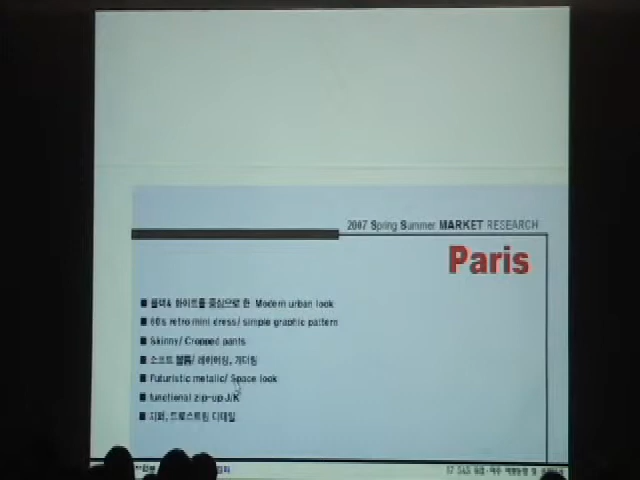 2007 Spring Summer MARKET RESEARCH
Paris
■ 블랙& 화이트를 중심으로 한 Modern urban look
■ 60's retro mini dress/ simple graphic pattern
■ Skinny/ Cropped pants
■ 소프트 볼륨/ 레이어링, 개더링
■ Futuristic metalic/ Space look
■ functional zip-up J/K
■ 지퍼, 드로스트링 디테일